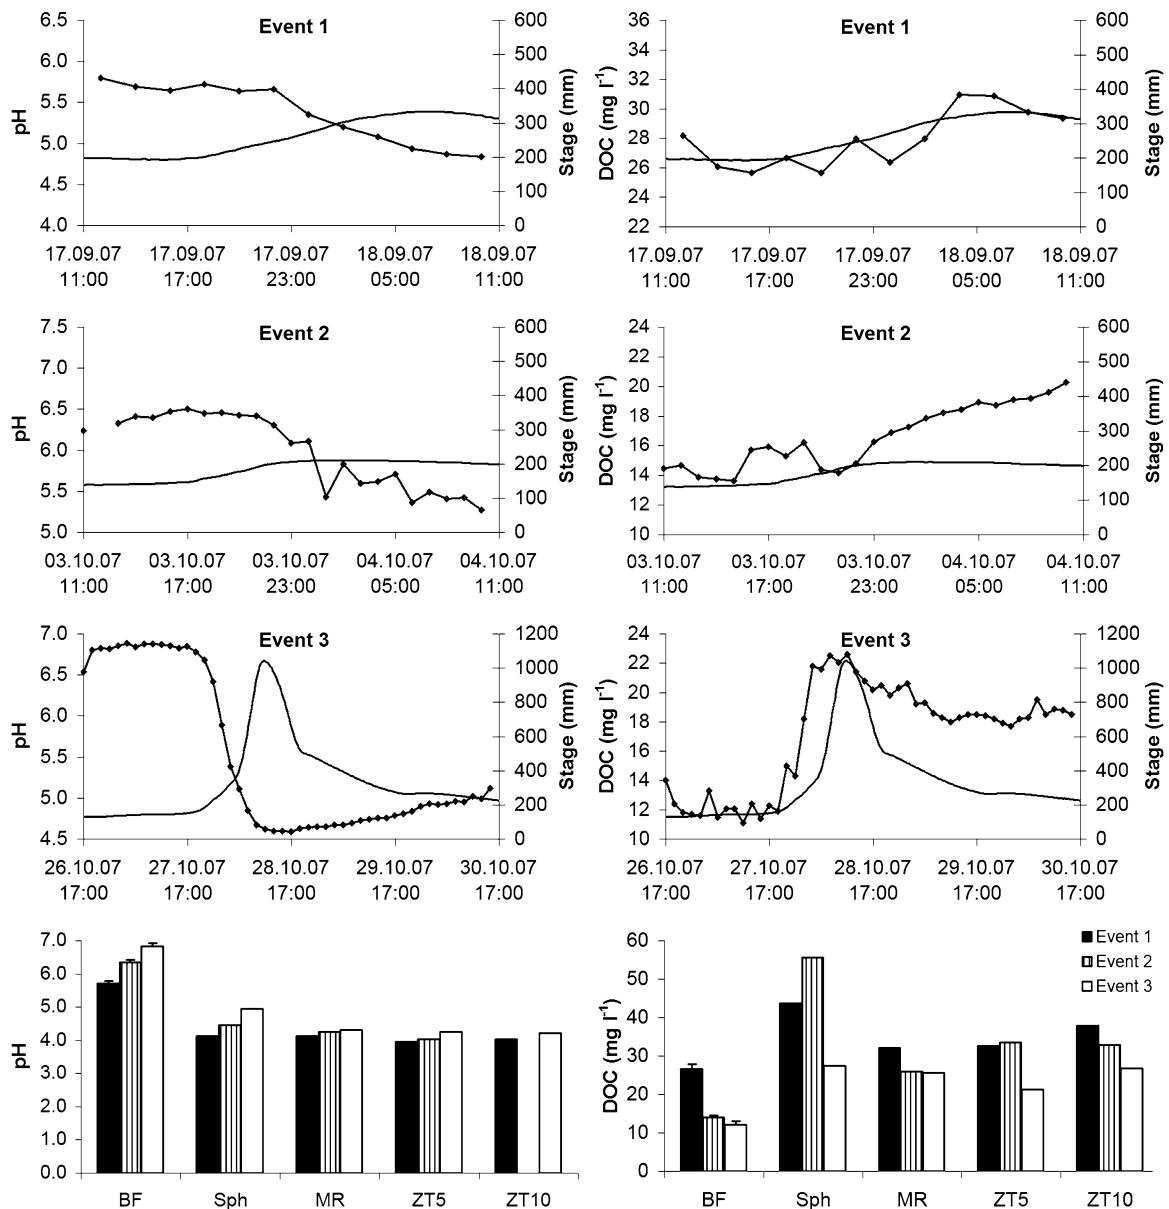 Event 1
pH
6.5
6.0
5.5
5.0
4.5
4.0
600
500
400
300
200
100
0
Stage (mm)
17.09.07 17.09.07 17.09.07 18.09.07 18.09.07
11:00 17:00 23:00 05:00 11:00
Event 1
DOC (mg l-1)
36
34
32
30
28
26
24
22
600
500
400
300
200
100
0
Stage (mm)
17.09.07 17.09.07 17.09.07 18.09.07 18.09.07
11:00 17:00 23:00 05:00 11:00
Event 2
pH
7.5
7.0
6.5
6.0
5.5
5.0
600
500
400
300
200
100
0
Stage (mm)
03.10.07 03.10.07 03.10.07 04.10.07 04.10.07
11:00 17:00 23:00 05:00 11:00
Event 2
DOC (mg l-1)
24
22
20
18
16
14
12
10
600
500
400
300
200
100
0
Stage (mm)
03.10.07 03.10.07 03.10.07 04.10.07 04.10.07
11:00 17:00 23:00 05:00 11:00
Event 3
pH
7.0
6.5
6.0
5.5
5.0
4.5
1200
1000
800
600
400
200
0
Stage (mm)
26.10.07 27.10.07 28.10.07 29.10.07 30.10.07
17:00 17:00 17:00 17:00 17:00
Event 3
DOC (mg l-1)
24
22
20
18
16
14
12
10
1200
1000
800
600
400
200
0
Stage (mm)
26.10.07 27.10.07 28.10.07 29.10.07 30.10.07
17:00 17:00 17:00 17:00 17:00
pH
7.0
6.0
5.0
4.0
3.0
2.0
1.0
0.0
BF Sph MR ZT5 ZT10
DOC (mg l-1)
60
50
40
30
20
10
0
Event 1
Event 2
Event 3
BF Sph MR ZT5 ZT10